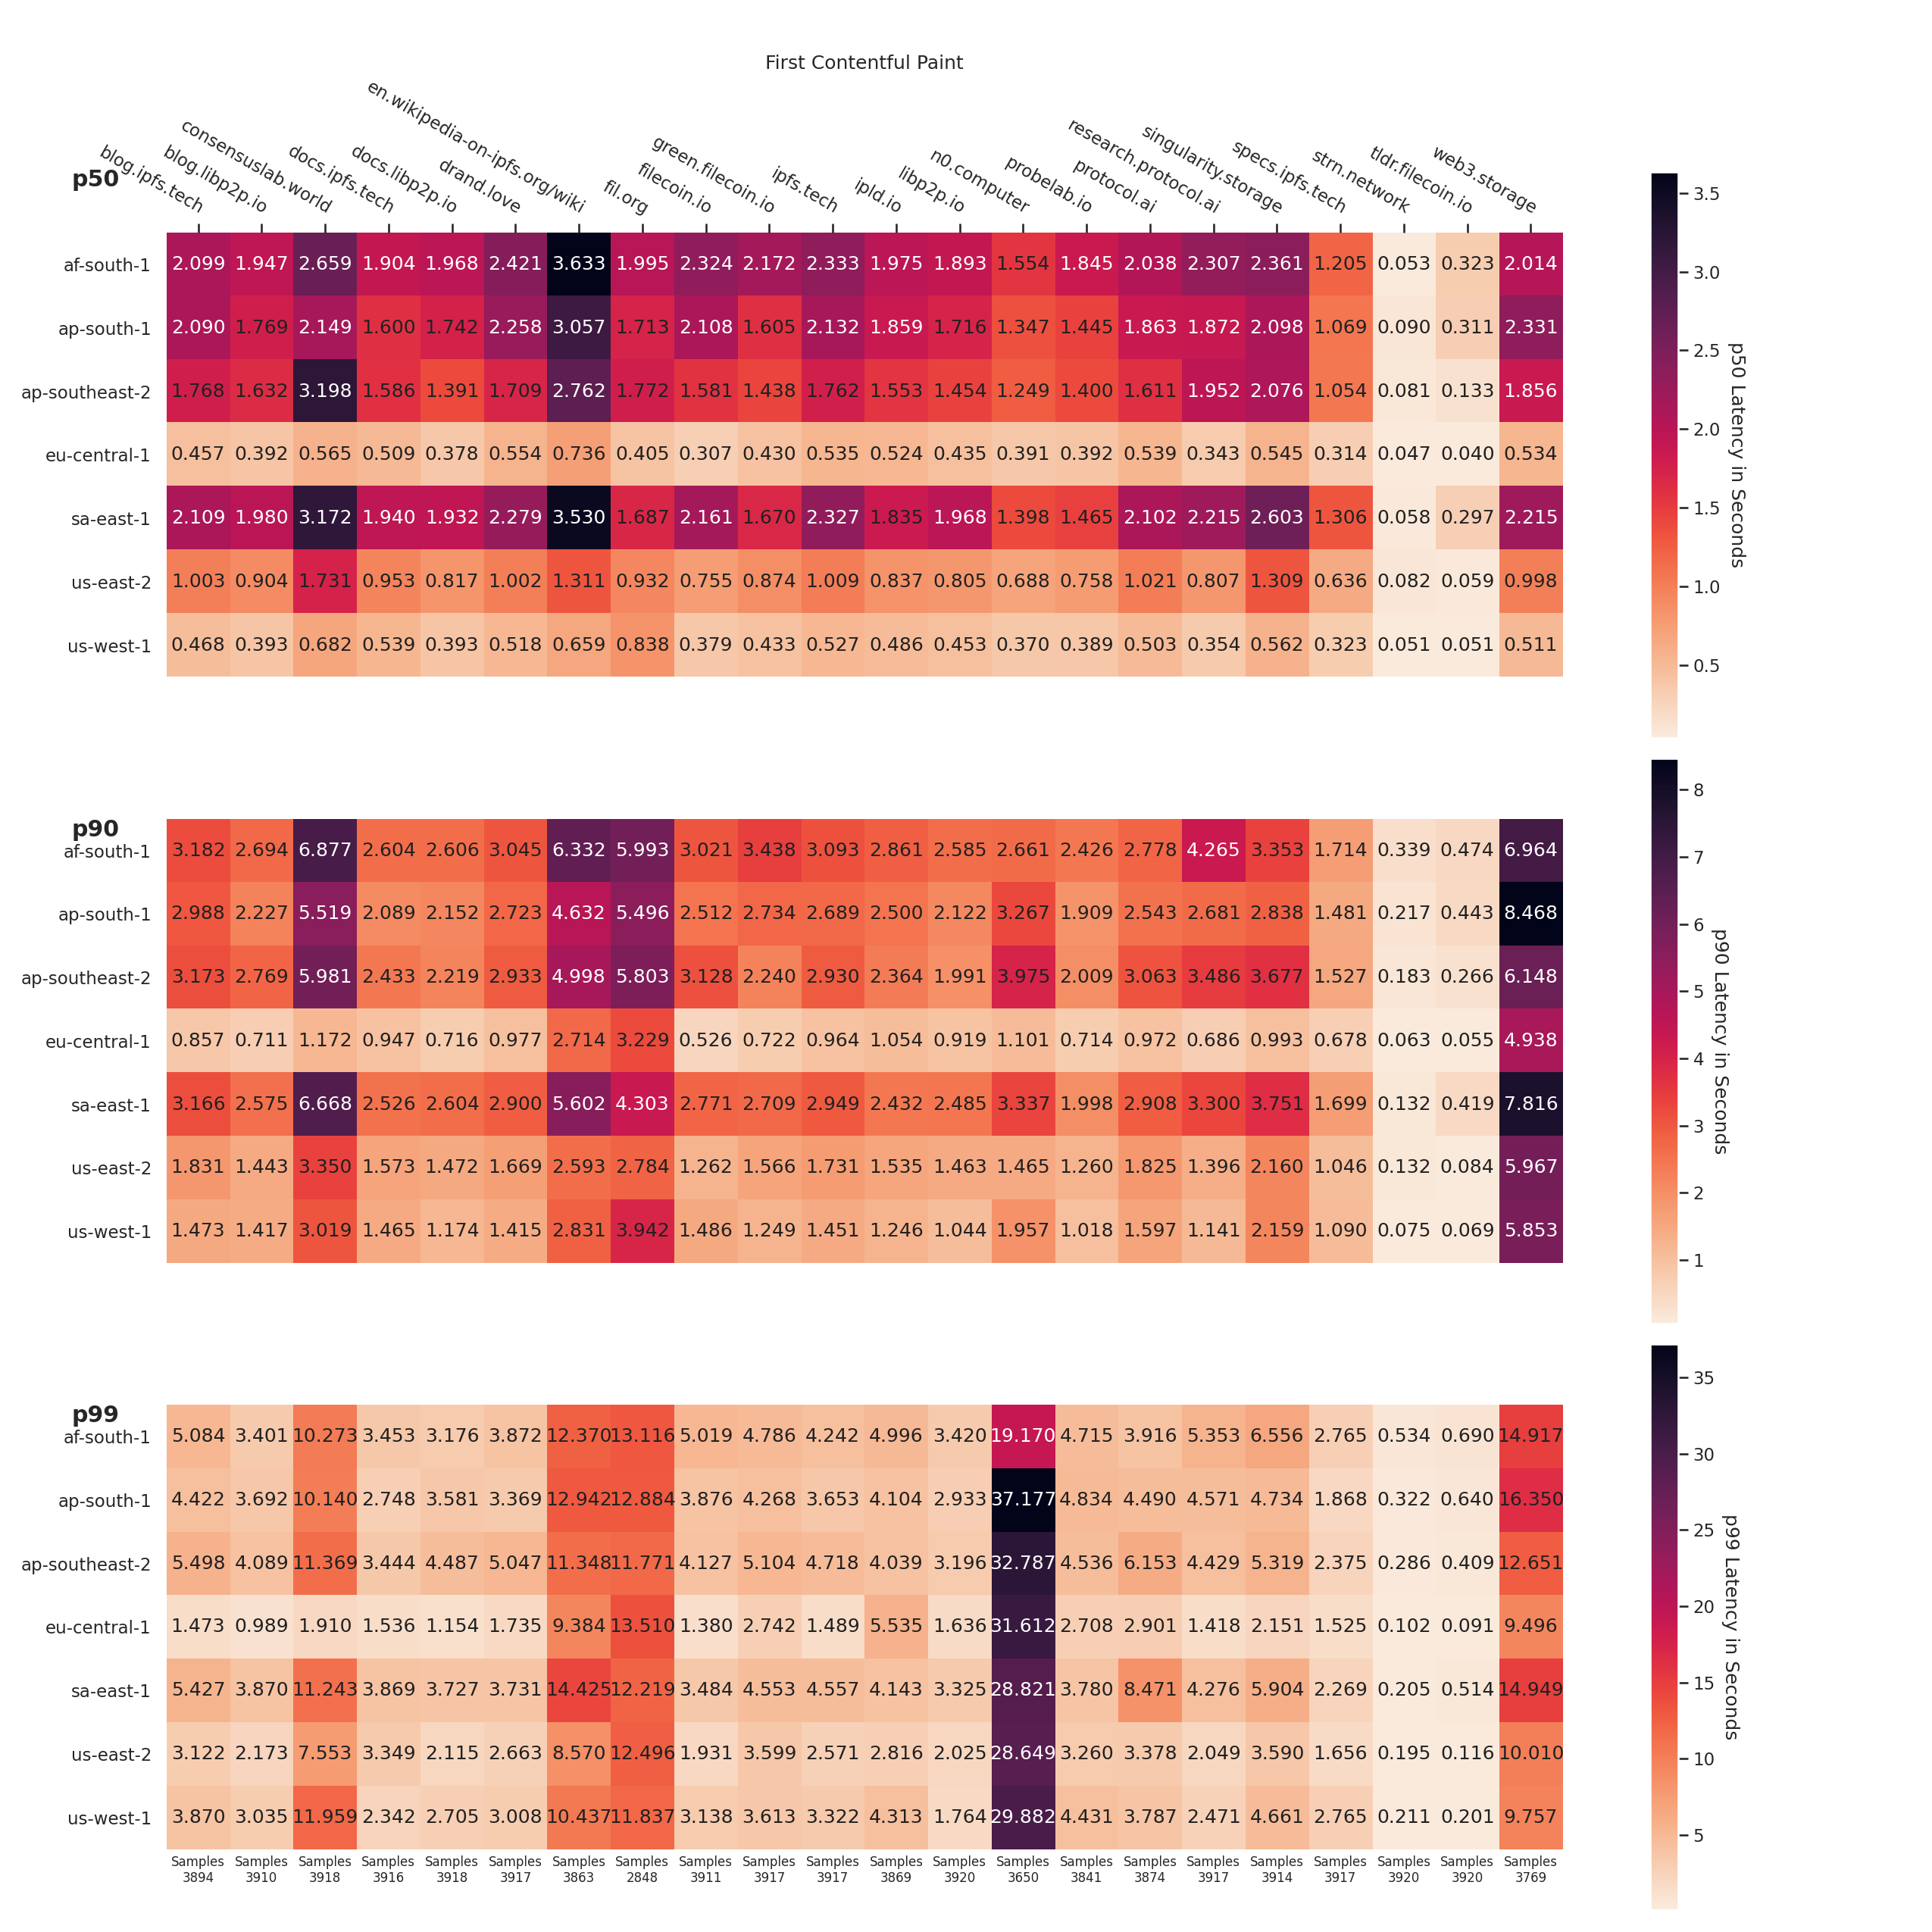 First Contentful Paint
p50
blog.ipfs.tech
blog.libp2p.io
consensuslab.world
docs.ipfs.tech
docs.libp2p.io
drand.love
en.wikipedia-on-ipfs.org/wiki
fil.org
filecoin.io
green.filecoin.io
ipfs.tech
ipld.io
libp2p.io
n0.computer
probelab.io
protocol.ai
research.protocol.ai
singularity.storage
specs.ipfs.tech
strn.network
tldr.filecoin.io
web3.storage
af-south-1 2.099 1.947 2.659 1.904 1.968 2.421 3.633 1.995 2.324 2.172 2.333 1.975 1.893 1.554 1.845 2.038 2.307 2.361 1.205 0.053 0.323 2.014
ap-south-1 2.090 1.769 2.149 1.600 1.742 2.258 3.057 1.713 2.108 1.605 2.132 1.859 1.716 1.347 1.445 1.863 1.872 2.098 1.069 0.090 0.311 2.331
ap-southeast-2 1.768 1.632 3.198 1.586 1.391 1.709 2.762 1.772 1.581 1.438 1.762 1.553 1.454 1.249 1.400 1.611 1.952 2.076 1.054 0.081 0.133 1.856
eu-central-1 0.457 0.392 0.565 0.509 0.378 0.554 0.736 0.405 0.307 0.430 0.535 0.524 0.435 0.391 0.392 0.539 0.343 0.545 0.314 0.047 0.040 0.534
sa-east-1 2.109 1.980 3.172 1.940 1.932 2.279 3.530 1.687 2.161 1.670 2.327 1.835 1.968 1.398 1.465 2.102 2.215 2.603 1.306 0.058 0.297 2.215
us-east-2 1.003 0.904 1.731 0.953 0.817 1.002 1.311 0.932 0.755 0.874 1.009 0.837 0.805 0.688 0.758 1.021 0.807 1.309 0.636 0.082 0.059 0.998
us-west-1 0.468 0.393 0.682 0.539 0.393 0.518 0.659 0.838 0.379 0.433 0.527 0.486 0.453 0.370 0.389 0.503 0.354 0.562 0.323 0.051 0.051 0.511
3.5
3.0
2.5
2.0
1.5
1.0
0.5
p50 Latency in Seconds
p90
af-south-1 3.182 2.694 6.877 2.604 2.606 3.045 6.332 5.993 3.021 3.438 3.093 2.861 2.585 2.661 2.426 2.778 4.265 3.353 1.714 0.339 0.474 6.964
ap-south-1 2.988 2.227 5.519 2.089 2.152 2.723 4.632 5.496 2.512 2.734 2.689 2.500 2.122 3.267 1.909 2.543 2.681 2.838 1.481 0.217 0.443 8.468
ap-southeast-2 3.173 2.769 5.981 2.433 2.219 2.933 4.998 5.803 3.128 2.240 2.930 2.364 1.991 3.975 2.009 3.063 3.486 3.677 1.527 0.183 0.266 6.148
eu-central-1 0.857 0.711 1.172 0.947 0.716 0.977 2.714 3.229 0.526 0.722 0.964 1.054 0.919 1.101 0.714 0.972 0.686 0.993 0.678 0.063 0.055 4.938
sa-east-1 3.166 2.575 6.668 2.526 2.604 2.900 5.602 4.303 2.771 2.709 2.949 2.432 2.485 3.337 1.998 2.908 3.300 3.751 1.699 0.132 0.419 7.816
us-east-2 1.831 1.443 3.350 1.573 1.472 1.669 2.593 2.784 1.262 1.566 1.731 1.535 1.463 1.465 1.260 1.825 1.396 2.160 1.046 0.132 0.084 5.967
us-west-1 1.473 1.417 3.019 1.465 1.174 1.415 2.831 3.942 1.486 1.249 1.451 1.246 1.044 1.957 1.018 1.597 1.141 2.159 1.090 0.075 0.069 5.853
8
7
6
5
4
3
2
1
p90 Latency in Seconds
p99
af-south-1 5.084 3.401 10.273 3.453 3.176 3.872 12.370 13.116 5.019 4.786 4.242 4.996 3.420 19.170 4.715 3.916 5.353 6.556 2.765 0.534 0.690 14.917
ap-south-1 4.422 3.692 10.140 2.748 3.581 3.369 12.942 12.884 3.876 4.268 3.653 4.104 2.933 37.177 4.834 4.490 4.571 4.734 1.868 0.322 0.640 16.350
ap-southeast-2 5.498 4.089 11.369 3.444 4.487 5.047 11.348 11.771 4.127 5.104 4.718 4.039 3.196 32.787 4.536 6.153 4.429 5.319 2.375 0.286 0.409 12.651
eu-central-1 1.473 0.989 1.910 1.536 1.154 1.735 9.384 13.510 1.380 2.742 1.489 5.535 1.636 31.612 2.708 2.901 1.418 2.151 1.525 0.102 0.091 9.496
sa-east-1 5.427 3.870 11.243 3.869 3.727 3.731 14.425 12.219 3.484 4.553 4.557 4.143 3.325 28.821 3.780 8.471 4.276 5.904 2.269 0.205 0.514 14.949
us-east-2 3.122 2.173 7.553 3.349 2.115 2.663 8.570 12.496 1.931 3.599 2.571 2.816 2.025 28.649 3.260 3.378 2.049 3.590 1.656 0.195 0.116 10.010
us-west-1 3.870 3.035 11.959 2.342 2.705 3.008 10.437 11.837 3.138 3.613 3.322 4.313 1.764 29.882 4.431 3.787 2.471 4.661 2.765 0.211 0.201 9.757
Samples Samples Samples Samples Samples Samples Samples Samples Samples Samples Samples Samples Samples Samples Samples Samples Samples Samples Samples Samples Samples Samples
3894 3910 3918 3916 3918 3917 3863 2848 3911 3917 3917 3869 3920 3650 3841 3874 3917 3914 3917 3920 3920 3769
35
30
25
20
15
10
5
p99 Latency in Seconds